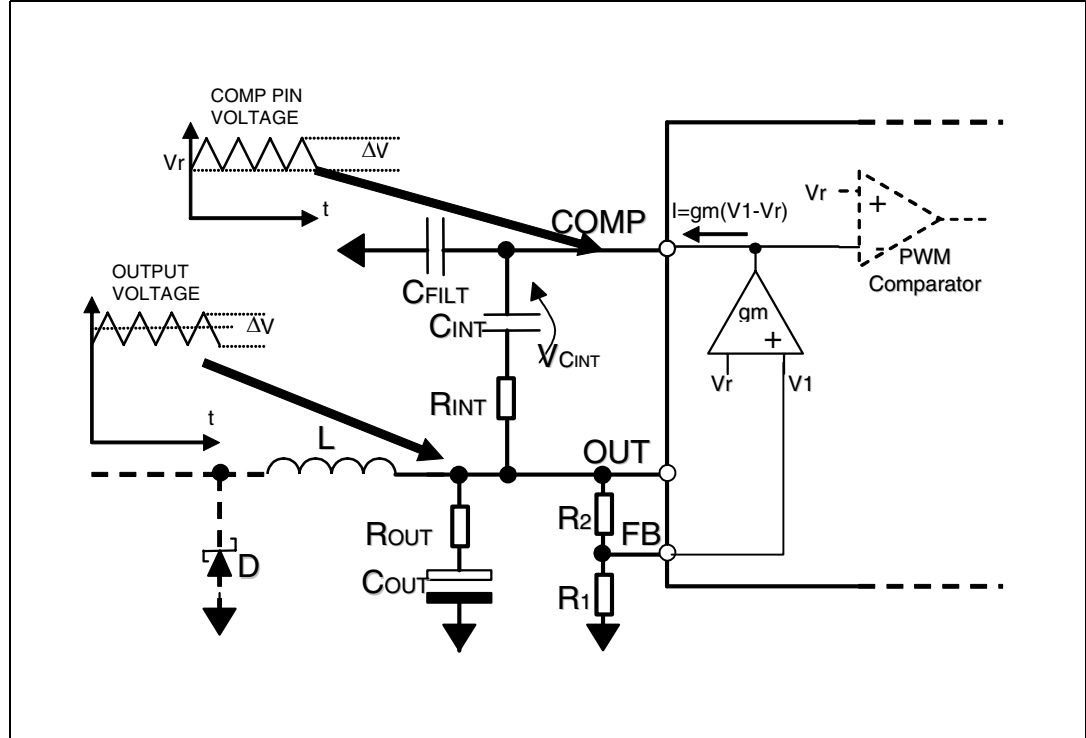 COMP PIN
VOLTAGE
Vr
ΔV
t
COMP
I=gm(V1-Vr)
Vr
+
-
PWM
Comparator
CFILT
OUTPUT
VOLTAGE
ΔV
t
CINT
VCINT
RINT
gm
+
Vr
V1
L
OUT
ROUT
COUT
R2
FB
R1
D